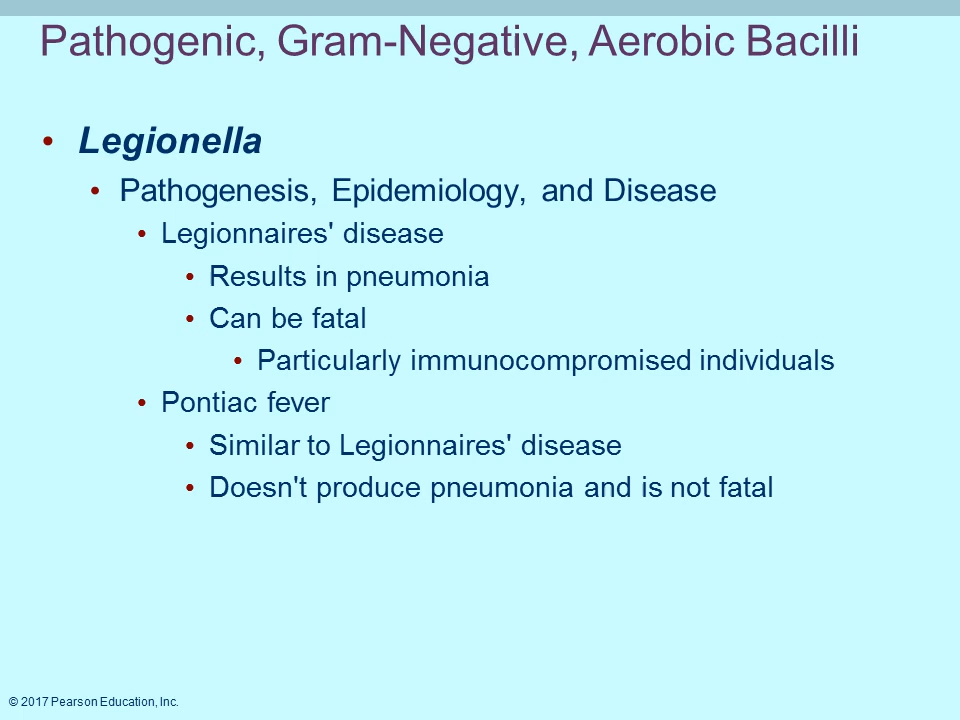 Pathogenic, Gram-Negative, Aerobic Bacilli
• Legionella
• Pathogenesis, Epidemiology, and Disease
• Legionnaires' disease
• Results in pneumonia
• Can be fatal
• Particularly immunocompromised individuals
• Pontiac fever
• Similar to Legionnaires' disease
• Doesn't produce pneumonia and is not fatal
© 2017 Pearson Education, Inc.